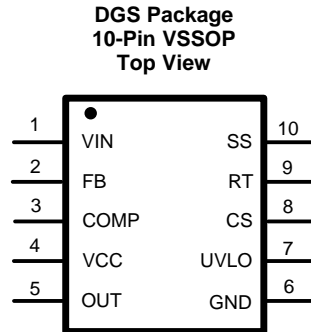 DGS Package
10-Pin VSSOP
Top View
1 VIN SS 10
2 FB RT 9
3 COMP CS 8
4 VCC UVLO 7
5 OUT GND 6